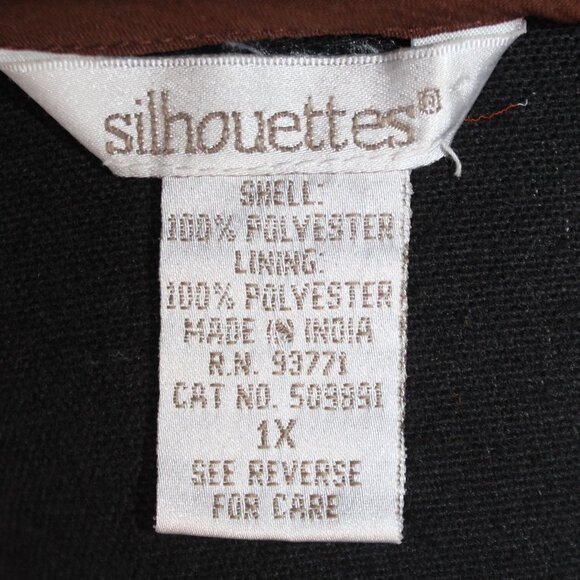 silhouettes®
SHELL:
100% POLYESTER
LINING:
100% POLYESTER
MADE IN INDIA
R.N. 93771
CAT NO. 509891
1X
SEE REVERSE
FOR CARE